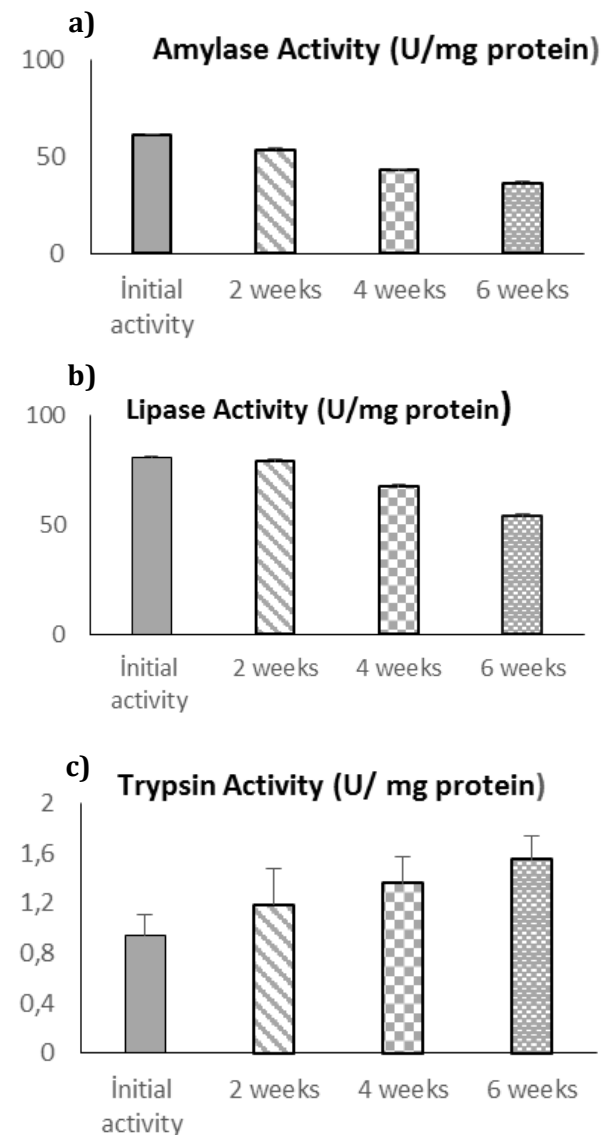 a)
Amylase Activity (U/mg protein)
100
50
0
İnitial activity
2 weeks
4 weeks
6 weeks
b)
Lipase Activity (U/mg protein)
100
50
0
İnitial activity
2 weeks
4 weeks
6 weeks
c)
Trypsin Activity (U/ mg protein)
2
1,6
1,2
0,8
0,4
0
İnitial activity
2 weeks
4 weeks
6 weeks